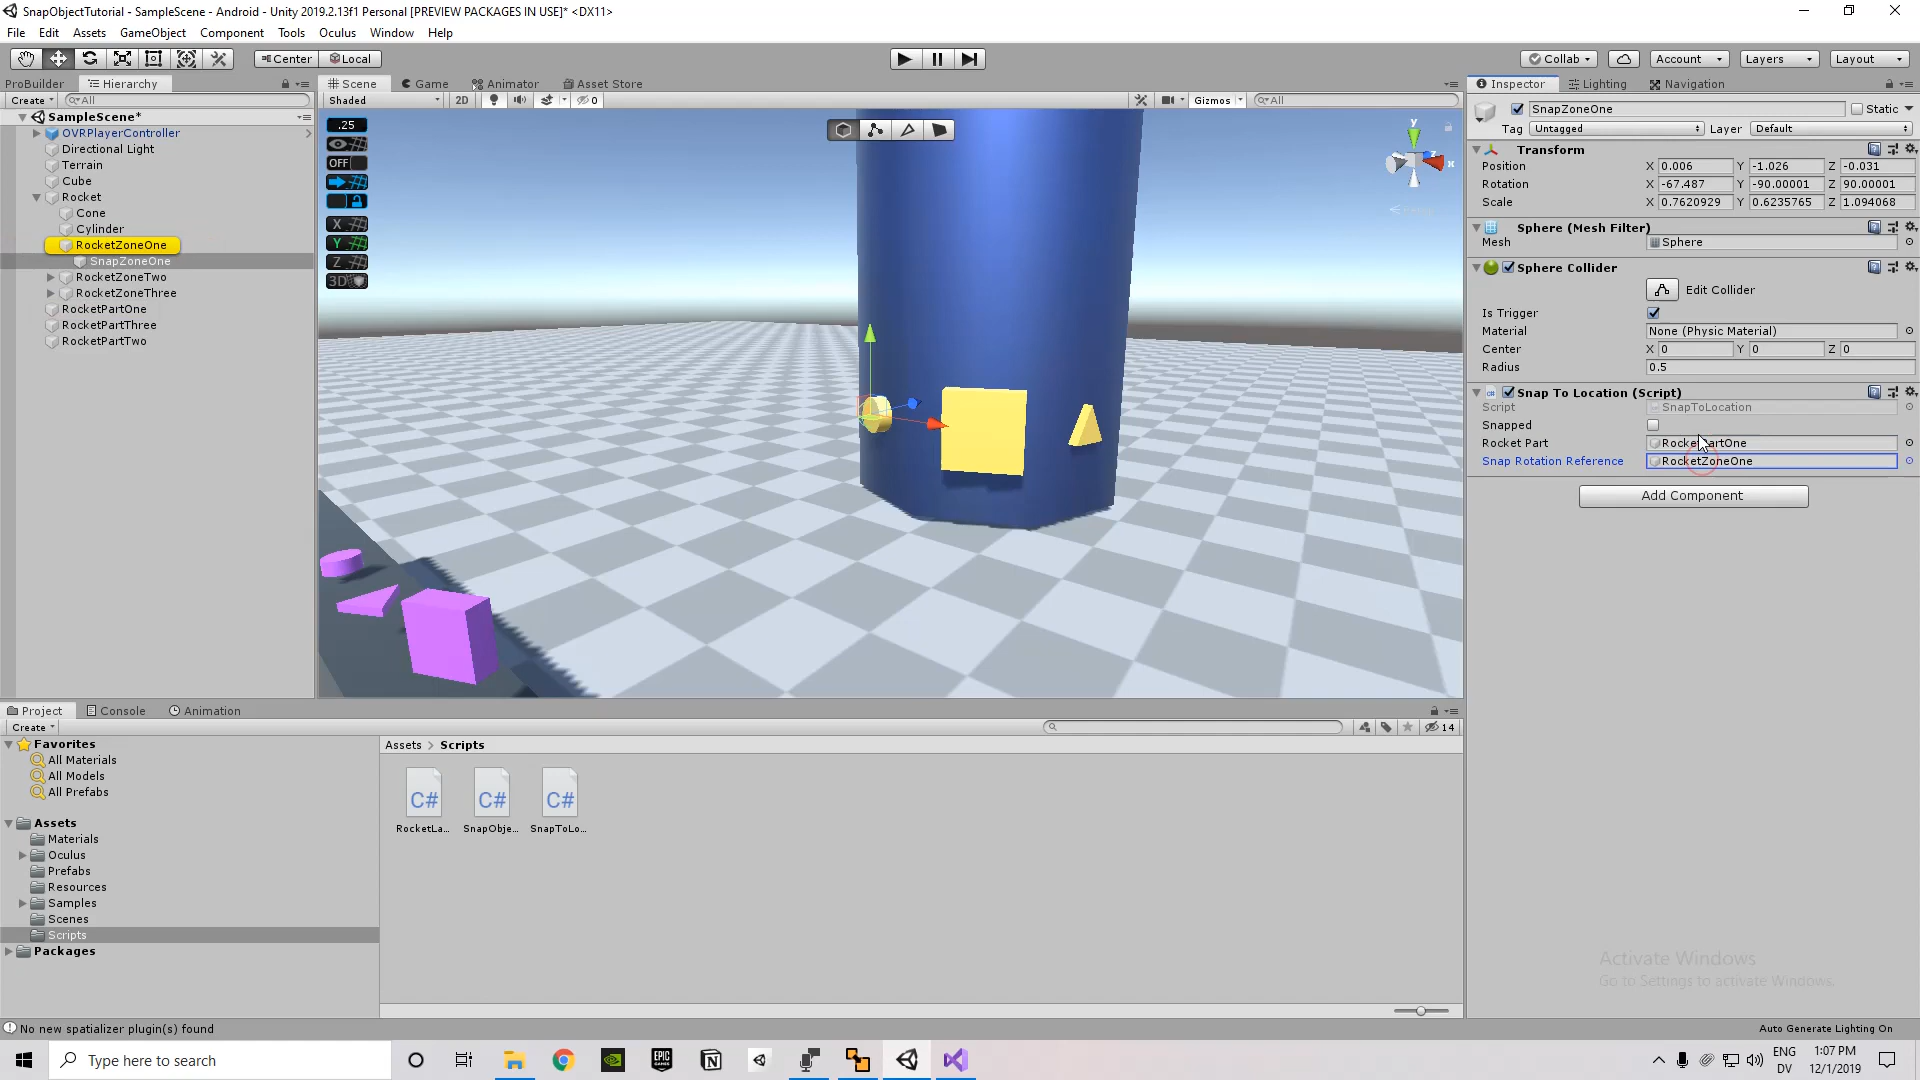 SnapObjectTutorial - SampleScene - Android - Unity 2019.2.13f1 Personal [PREVIEW PACKAGES IN USE]* <DX11>
File Edit Assets GameObject Component Tools Oculus Window Help
Center Local Collab Account Layers Layout
ProBuilder Hierarchy
Create All
SampleScene*
OVRPlayerController
Directional Light
Terrain
Cube
Rocket
Cone
Cylinder
RocketZoneOne
SnapZoneOne
RocketZoneTwo
RocketZoneThree
RocketPartOne
RocketPartThree
RocketPartTwo
Scene Game Animator Asset Store
Shaded 2D 0 Gizmos All
.25
OFF
X
Y
Z
3D
y
x
Inspector Lighting Navigation
SnapZoneOne Static
Tag Untagged Layer Default
Transform
Position X 0.006 Y -1.026 Z -0.031
Rotation X -67.487 Y -90.00001 Z 90.00001
Scale X 0.7620929 Y 0.6235765 Z 1.094068
Sphere (Mesh Filter)
Mesh Sphere
Sphere Collider
Edit Collider
Is Trigger
Material None (Physic Material)
Center X 0 Y 0 Z 0
Radius 0.5
Snap To Location (Script)
Script SnapToLocation
Snapped
Rocket Part RocketPartOne
Snap Rotation Reference RocketZoneOne
Add Component
Project Console Animation
Create 14
Favorites
All Materials
All Models
All Prefabs
Assets
Materials
Oculus
Prefabs
Resources
Samples
Scenes
Scripts
Packages
Assets > Scripts
C# C# C#
RocketLa... SnapObje... SnapToLo...
Activate Windows
Go to Settings to activate Windows.
No new spatializer plugin(s) found
Auto Generate Lighting On
Type here to search
EPIC GAMES
ENG
DV
1:07 PM
12/1/2019